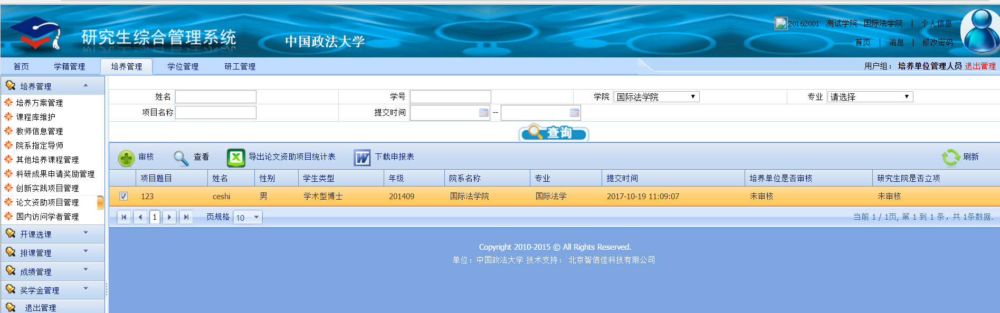 研究生综合管理系统
中国政法大学
20162001 测试学院 国际法学院 | 个人信息
首页 | 消息 | 修改密码
首页 学籍管理 培养管理 学位管理 研工管理
用户组： 培养单位管理人员 退出管理
培养管理
培养方案管理
课程库维护
教师信息管理
院系指定导师
其他培养课程管理
科研成果申请奖励管理
创新实践项目管理
论文资助项目管理
国内访问学者管理
开课选课
排课管理
成绩管理
奖学金管理
退出管理
姓名 学号 学院 国际法学院 专业 请选择
项目名称 提交时间 --
查询
审核 查看 导出论文资助项目统计表 下载申报表 刷新
项目题目 姓名 性别 学生类型 年级 院系名称 专业 提交时间 培养单位是否审核 研究生院是否立项
123 ceshi 男 学术型博士 201409 国际法学院 国际法学 2017-10-19 11:09:07 未审核 未审核
1 页规格 10 当前 1 / 1页, 第 1 到 1 条，共 1条数据.
Copyright 2010-2015 © All Rights Reserved.
单位：中国政法大学 技术支持： 北京智信佳科技有限公司